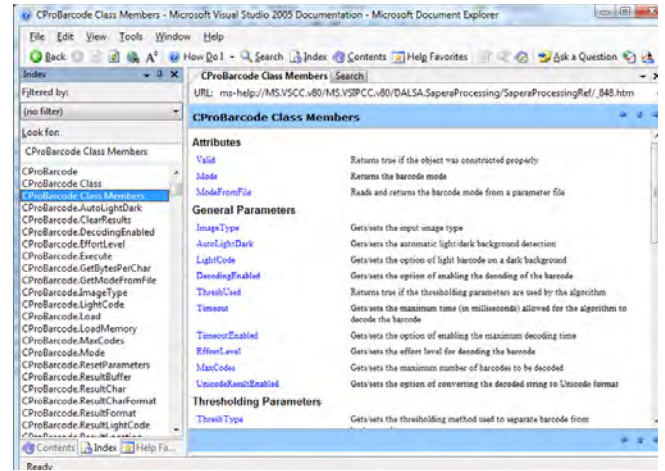 CProBarcode Class Members - Microsoft Visual Studio 2005 Documentation - Microsoft Document Explorer
File Edit View Tools Window Help
Back How Do I Search Index Contents Help Favorites Ask a Question
Index
Filtered by:
(no filter)
Look for:
CProBarcode Class Members
CProBarcode
CProBarcode Class
CProBarcode Class Members
CProBarcode.AutoLightDark
CProBarcode.ClearResults
CProBarcode.DecodingEnabled
CProBarcode.EffortLevel
CProBarcode.Execute
CProBarcode.GetBytesPerChar
CProBarcode.GetModeFromFile
CProBarcode.ImageType
CProBarcode.LightCode
CProBarcode.Load
CProBarcode.LoadMemory
CProBarcode.MaxCodes
CProBarcode.Mode
CProBarcode.ResetParameters
CProBarcode.ResultBuffer
CProBarcode.ResultChar
CProBarcode.ResultCharFormat
CProBarcode.ResultFormat
CProBarcode.ResultLightCode
Contents Index Help Fa...
CProBarcode Class Members Search
URL: ms-help://MS.VSCC.v80/MS.VSIPCC.v80/DALSA.SaperaProcessing/SaperaProcessingRef/_848.htm
CProBarcode Class Members
Attributes
Valid Returns true if the object was constructed properly
Mode Returns the barcode mode
ModeFromFile Reads and returns the barcode mode from a parameter file
General Parameters
ImageType Gets/sets the input image type
AutoLightDark Gets/sets the automatic light/dark background detection
LightCode Gets/sets the option of light barcode on a dark background
DecodingEnabled Gets/sets the option of enabling the decoding of the barcode
ThreshUsed Returns true if the thresholding parameters are used by the algorithm
Timeout Gets/sets the maximum time (in milliseconds) allowed for the algorithm to
decode the barcode
TimeoutEnabled Gets/sets the option of enabling the maximum decoding time
EffortLevel Gets/sets the effort level for decoding the barcode
MaxCodes Gets/sets the maximum number of barcodes to be decoded
UnicodeResultEnabled Gets/sets the option of converting the decoded string to Unicode format
Thresholding Parameters
ThreshType Gets/sets the thresholding method used to separate barcode from
Ready